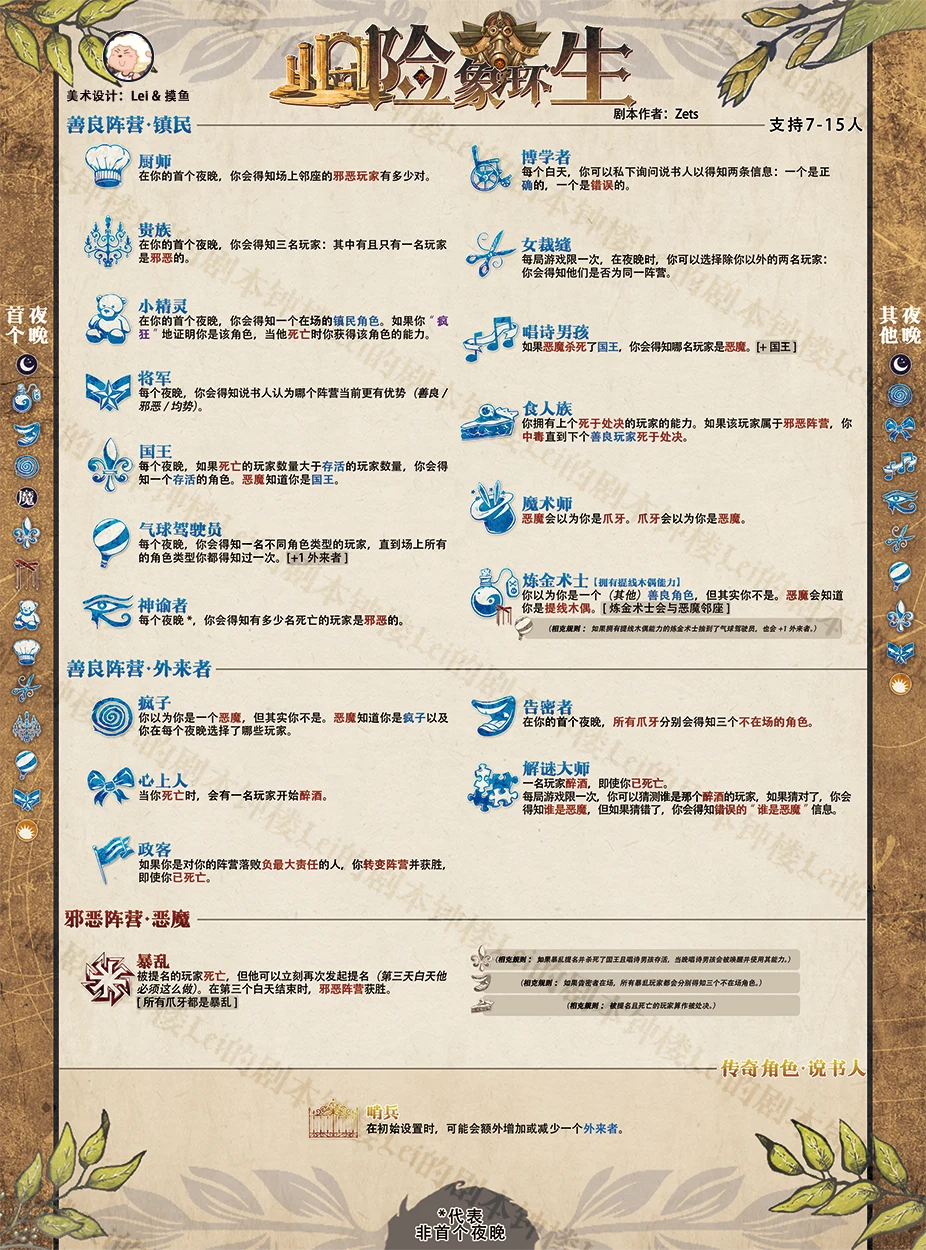 险象环生
美术设计：Lei & 摸鱼
剧本作者：Zets
善良阵营·镇民
支持7-15人
厨师
在你的首个夜晚，你会得知场上邻座的邪恶玩家有多少对。
贵族
在你的首个夜晚，你会得知三名玩家：其中有且只有一名玩家
是邪恶的。
小精灵
在你的首个夜晚，你会得知一个在场的镇民角色。如果你“疯
狂”地证明你是该角色，当他死亡时你获得该角色的能力。
将军
每个夜晚，你会得知说书人认为哪个阵营当前更有优势（善良 /
邪恶 / 均势）。
国王
每个夜晚，如果死亡的玩家数量大于存活的玩家数量，你会得
知一个存活的角色。恶魔知道你是国王。
气球驾驶员
每个夜晚，你会得知一名不同角色类型的玩家，直到场上所有
的角色类型你都得知过一次。[+1 外来者 ]
神谕者
每个夜晚 *，你会得知有多少名死亡的玩家是邪恶的。
博学者
每个白天，你可以私下询问说书人以得知两条信息：一个是正
确的，一个是错误的。
女裁缝
每局游戏限一次，在夜晚时，你可以选择除你以外的两名玩家：
你会得知他们是否为同一阵营。
唱诗男孩
如果恶魔杀死了国王，你会得知哪名玩家是恶魔。[+ 国王 ]
食人族
你拥有上个死于处决的玩家的能力。如果该玩家属于邪恶阵营，你
中毒直到下个善良玩家死于处决。
魔术师
恶魔会以为你是爪牙。爪牙会以为你是恶魔。
炼金术士【拥有提线木偶能力】
你以为你是一个（其他）善良角色，但其实你不是。恶魔会知道
你是提线木偶。[ 炼金术士会与恶魔邻座 ]
（相克规则： 如果拥有提线木偶能力的炼金术士抽到了气球驾驶员，也会 +1 外来者。）
善良阵营·外来者
疯子
你以为你是一个恶魔，但其实你不是。恶魔知道你是疯子以及
你在每个夜晚选择了哪些玩家。
心上人
当你死亡时，会有一名玩家开始醉酒。
政客
如果你是对你的阵营落败负最大责任的人，你转变阵营并获胜，
即使你已死亡。
告密者
在你的首个夜晚，所有爪牙分别会得知三个不在场的角色。
解谜大师
一名玩家醉酒，即使你已死亡。
每局游戏限一次，你可以猜测谁是那个醉酒的玩家，如果猜对了，你会
得知谁是恶魔，但如果猜错了，你会得知错误的“谁是恶魔”信息。
邪恶阵营·恶魔
暴乱
被提名的玩家死亡，但他可以立刻再次发起提名（第三天白天他
必须这么做）。在第三个白天结束时，邪恶阵营获胜。
[ 所有爪牙都是暴乱 ]
（相克规则： 如果暴乱提名并杀死了国王且唱诗男孩存活，当晚唱诗男孩会被唤醒并使用其能力。）
（相克规则： 如果告密者在场，所有暴乱玩家都会分别得知三个不在场角色。）
（相克规则： 被提名且死亡的玩家算作被处决。）
传奇角色·说书人
哨兵
在初始设置时，可能会额外增加或减少一个外来者。
*代表
非首个夜晚
首个夜晚
魔
其他夜晚